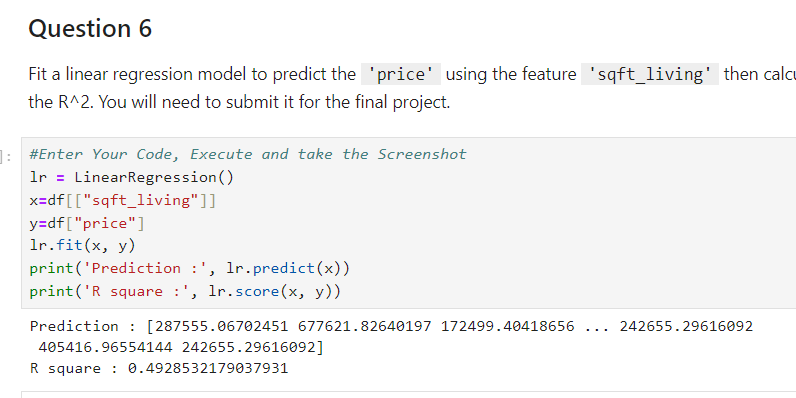 Question 6
Fit a linear regression model to predict the 'price' using the feature 'sqft_living' then
the R^2. You will need to submit it for the final project.
]:
#Enter Your Code, Execute and take the Screenshot
lr = LinearRegression()
x=df[["sqft_living"]]
y=df["price"]
lr.fit(x, y)
print('Prediction :', lr.predict(x))
print('R square :', lr.score(x, y))
Prediction : [287555.06702451 677621.82640197 172499.40418656 ... 242655.29616092
405416.96554144 242655.29616092]
R square : 0.4928532179037931